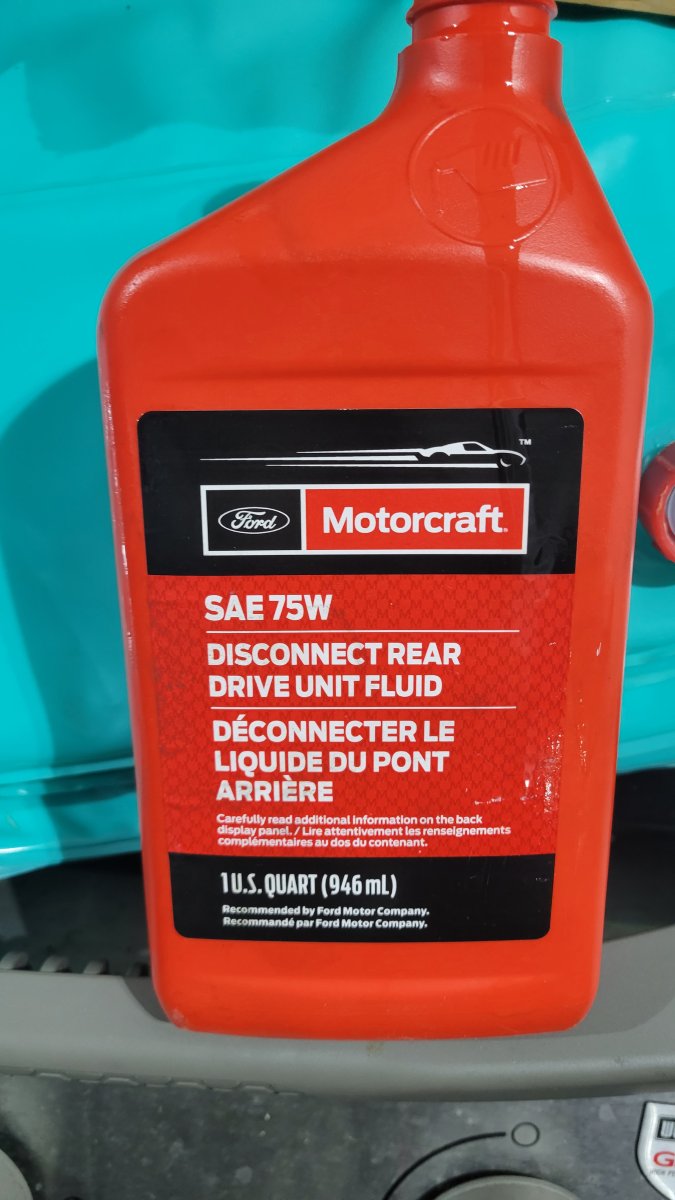 TM
Ford
Motorcraft
SAE 75W
DISCONNECT REAR
DRIVE UNIT FLUID
DÉCONNECTER LE
LIQUIDE DU PONT
ARRIÈRE
Carefully read additional information on the back
display panel. / Lire attentivement les renseignements
complémentaires au dos du contenant.
1 U.S. QUART (946 mL)
Recommended by Ford Motor Company.
Recommandé par Ford Motor Company.